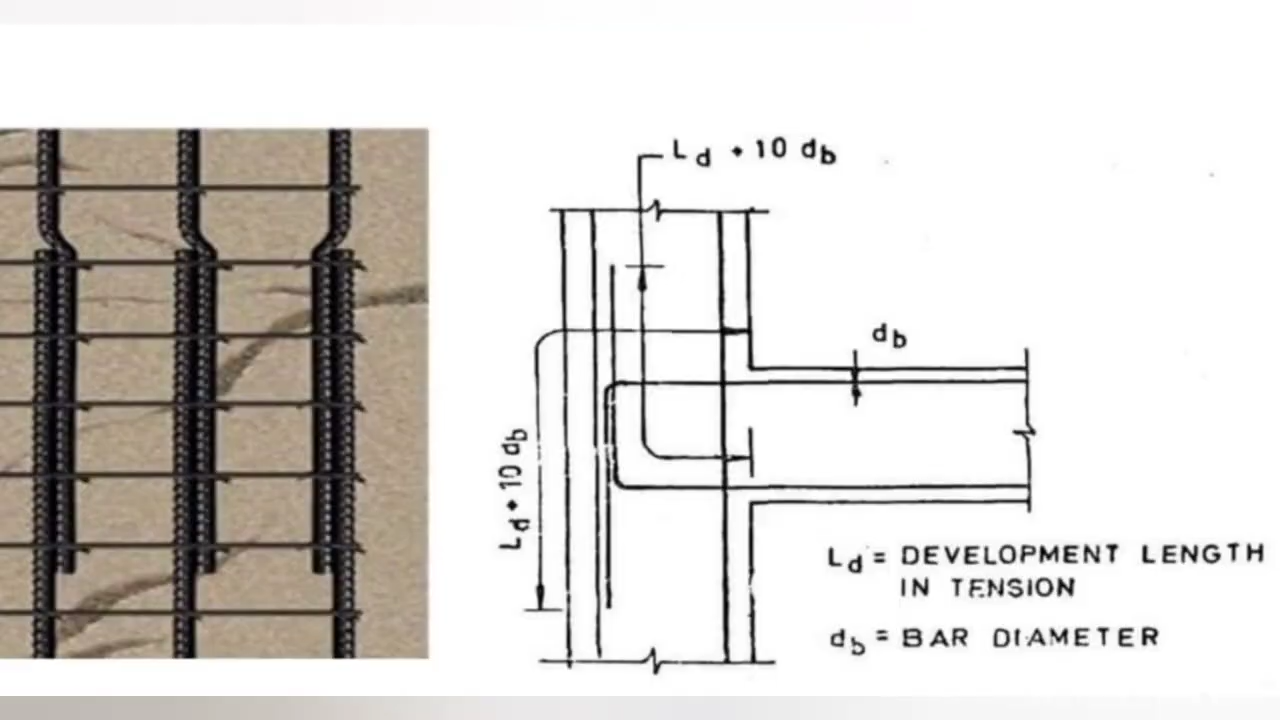 Ld + 10 db
db
Ld + 10 db
Ld = DEVELOPMENT LENGTH
IN TENSION
db = BAR DIAMETER